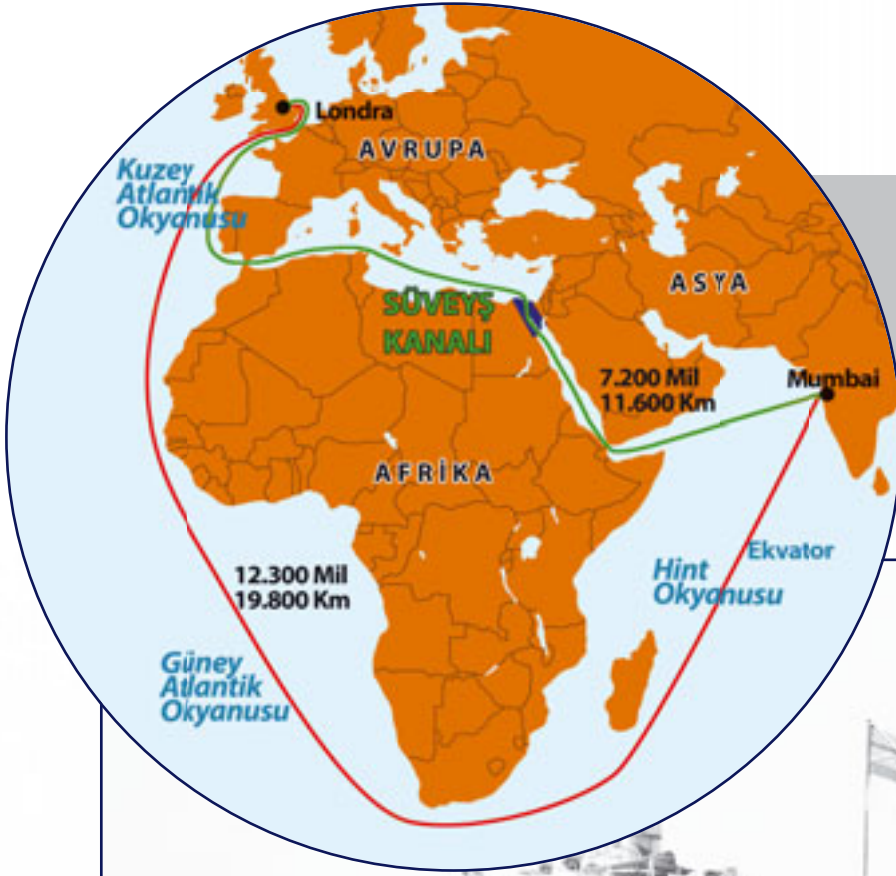 Londra
AVRUPA
Kuzey
Atlantik
Okyanusu
ASYA
SÜVEYŞ
KANALI
7.200 Mil
11.600 Km
Mumbai
AFRİKA
12.300 Mil
19.800 Km
Ekvator
Hint
Okyanusu
Güney
Atlantik
Okyanusu